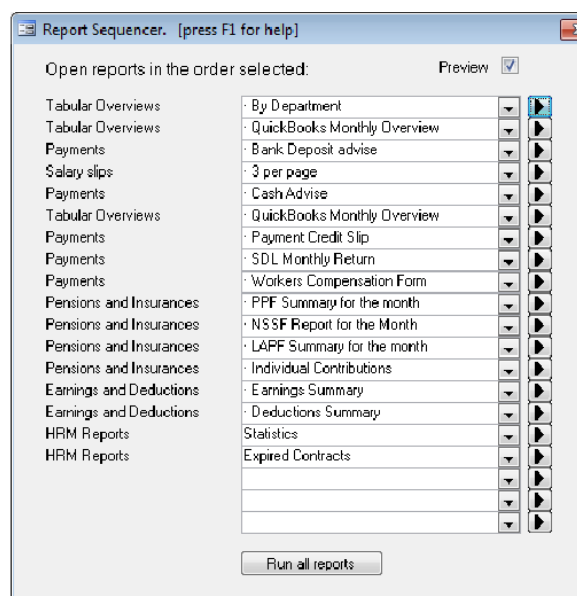 Report Sequencer. [press F1 for help]
Open reports in the order selected: Preview
Tabular Overviews · By Department
Tabular Overviews · QuickBooks Monthly Overview
Payments · Bank Deposit advise
Salary slips · 3 per page
Payments · Cash Advise
Tabular Overviews · QuickBooks Monthly Overview
Payments · Payment Credit Slip
Payments · SDL Monthly Return
Payments · Workers Compensation Form
Pensions and Insurances · PPF Summary for the month
Pensions and Insurances · NSSF Report for the Month
Pensions and Insurances · LAPF Summary for the month
Pensions and Insurances · Individual Contributions
Earnings and Deductions · Earnings Summary
Earnings and Deductions · Deductions Summary
HRM Reports Statistics
HRM Reports Expired Contracts
Run all reports